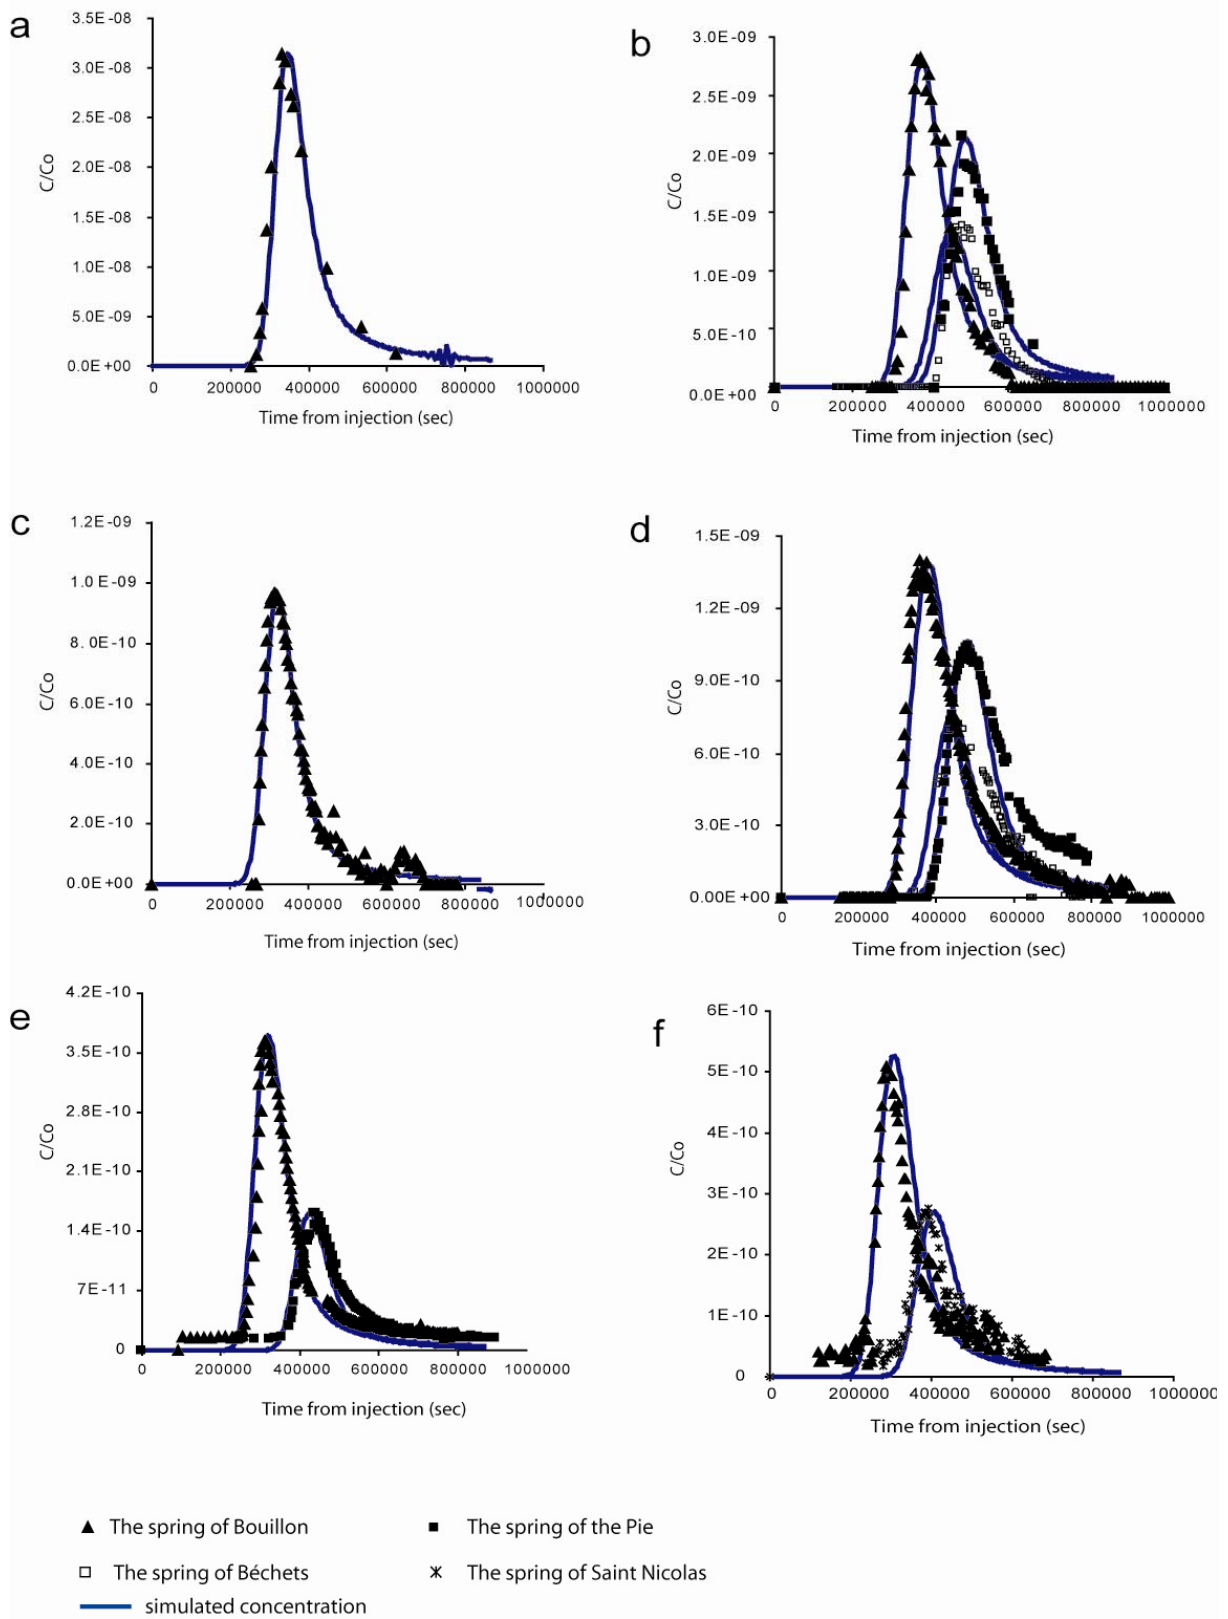 a
3.5E-08
3.0E-08
2.5E-08
2.0E-08
1.5E-08
1.0E-08
5.0E-09
0.0E+00
C/Co
0 200000 400000 600000 800000 1000000
Time from injection (sec)
b
3.0E-09
2.5E-09
2.0E-09
1.5E-09
1.0E-09
5.0E-10
0.0E+00
C/Co
0 200000 400000 600000 800000 1000000
Time from injection (sec)
c
1.2E-09
1.0E-09
8.0E-10
6.0E-10
4.0E-10
2.0E-10
0.0E+00
C/Co
0 200000 400000 600000 800000 1000000
Time from injection (sec)
d
1.5E-09
1.2E-09
9.0E-10
6.0E-10
3.0E-10
0.00E+00
C/Co
0 200000 400000 600000 800000 1000000
Time from injection (sec)
e
4.2E-10
3.5E-10
2.8E-10
2.1E-10
1.4E-10
7E-11
0
C/Co
0 200000 400000 600000 800000 1000000
Time from injection (sec)
f
6E-10
5E-10
4E-10
3E-10
2E-10
1E-10
0
C/Co
0 200000 400000 600000 800000 1000000
Time from injection (sec)
The spring of Bouillon
The spring of the Pie
The spring of Béchets
The spring of Saint Nicolas
simulated concentration